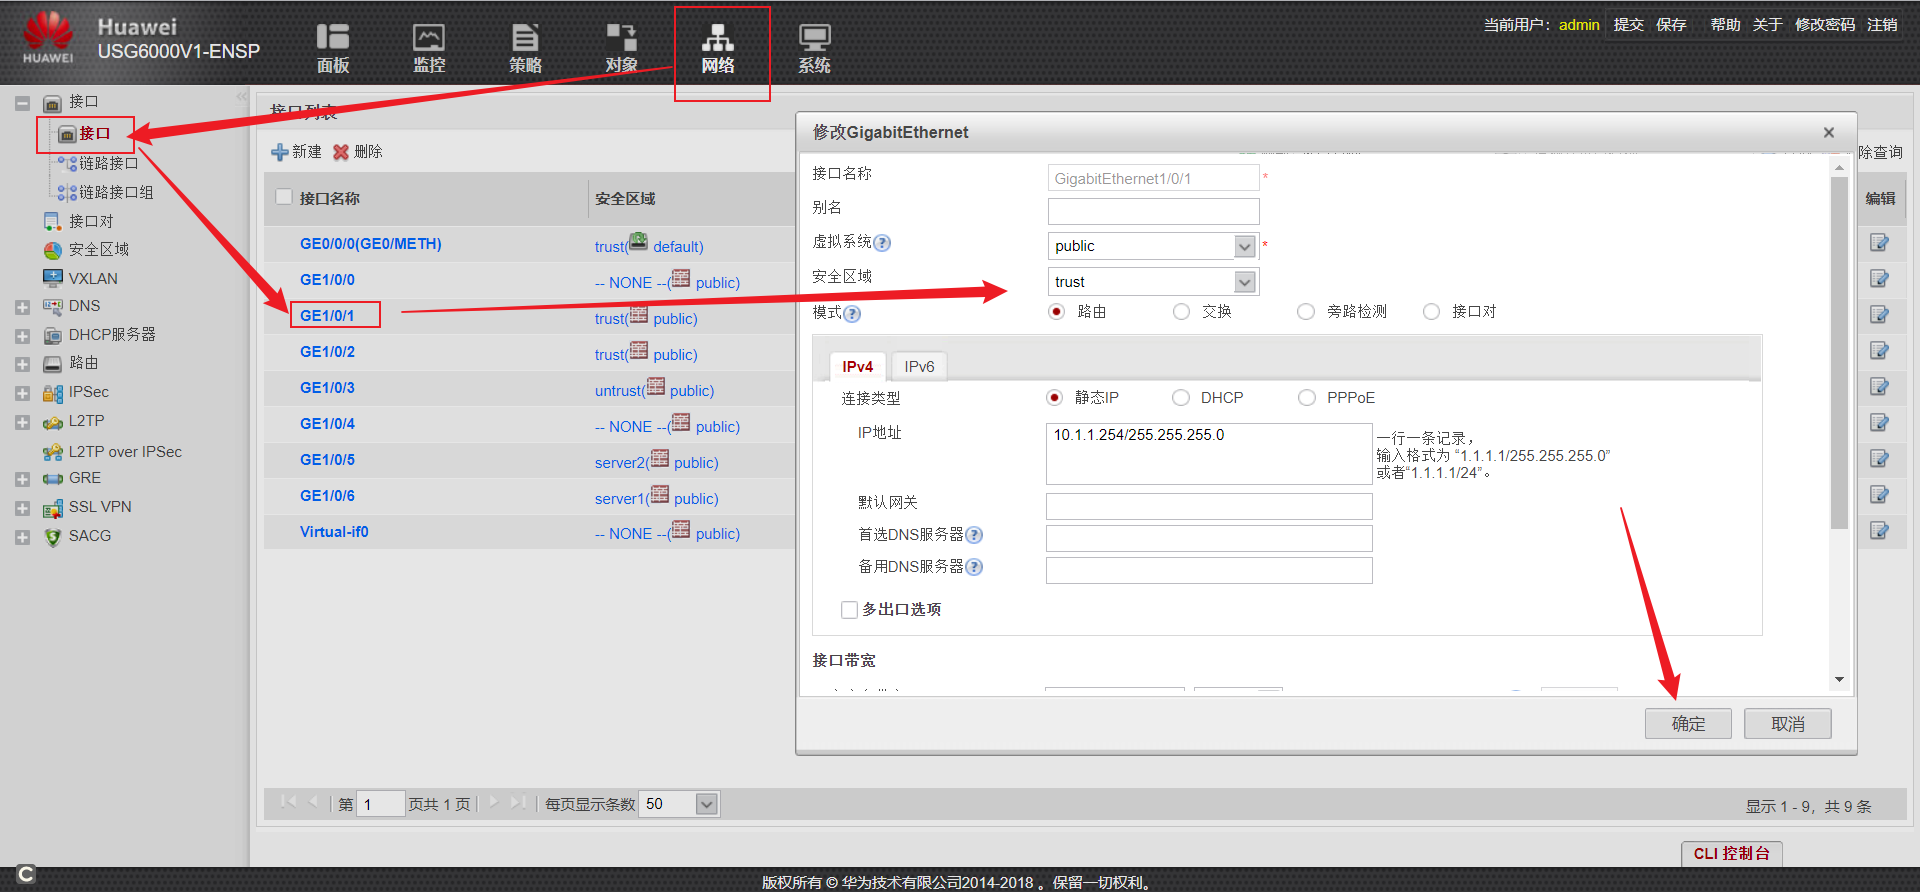 Huawei
USG6000V1-ENSP
HUAWEI
面板
监控
策略
对象
网络
系统
当前用户：admin 提交 保存 帮助 关于 修改密码 注销
接口
接口
链路接口
链路接口组
接口对
安全区域
VXLAN
DNS
DHCP服务器
路由
IPSec
L2TP
L2TP over IPSec
GRE
SSL VPN
SACG
接口列表
新建 删除
除查询
接口名称 安全区域 编辑
GE0/0/0(GE0/METH) trust( default)
GE1/0/0 -- NONE --( public)
GE1/0/1 trust( public)
GE1/0/2 trust( public)
GE1/0/3 untrust( public)
GE1/0/4 -- NONE --( public)
GE1/0/5 server2( public)
GE1/0/6 server1( public)
Virtual-if0 -- NONE --( public)
修改GigabitEthernet
接口名称 GigabitEthernet1/0/1 *
别名
虚拟系统 public *
安全区域 trust
模式 路由 交换 旁路检测 接口对
IPv4 IPv6
连接类型 静态IP DHCP PPPoE
IP地址 10.1.1.254/255.255.255.0
一行一条记录，
输入格式为 “1.1.1.1/255.255.255.0”
或者“1.1.1.1/24”。
默认网关
首选DNS服务器
备用DNS服务器
多出口选项
接口带宽
确定 取消
第 1 页共 1 页 每页显示条数 50
显示 1 - 9，共 9 条
CLI 控制台
版权所有 © 华为技术有限公司2014-2018 。保留一切权利。